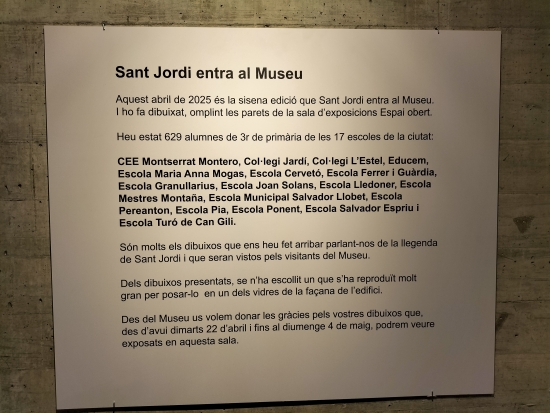 Sant Jordi entra al Museu
Aquest abril de 2025 és la sisena edició que Sant Jordi entra al Museu.
I ho fa dibuixat, omplint les parets de la sala d'exposicions Espai obert.
Heu estat 629 alumnes de 3r de primària de les 17 escoles de la ciutat:
CEE Montserrat Montero, Col·legi Jardí, Col·legi L'Estel, Educem,
Escola Maria Anna Mogas, Escola Cervetó, Escola Ferrer i Guàrdia,
Escola Granullarius, Escola Joan Solans, Escola Lledoner, Escola
Mestres Montaña, Escola Municipal Salvador Llobet, Escola
Pereanton, Escola Pia, Escola Ponent, Escola Salvador Espriu i
Escola Turó de Can Gili.
Són molts els dibuixos que ens heu fet arribar parlant-nos de la llegenda
de Sant Jordi i que seran vistos pels visitants del Museu.
Dels dibuixos presentats, se n'ha escollit un que s'ha reproduït molt
gran per posar-lo en un dels vidres de la façana de l'edifici.
Des del Museu us volem donar les gràcies pels vostres dibuixos que,
des d'avui dimarts 22 d'abril i fins al diumenge 4 de maig, podrem veure
exposats en aquesta sala.